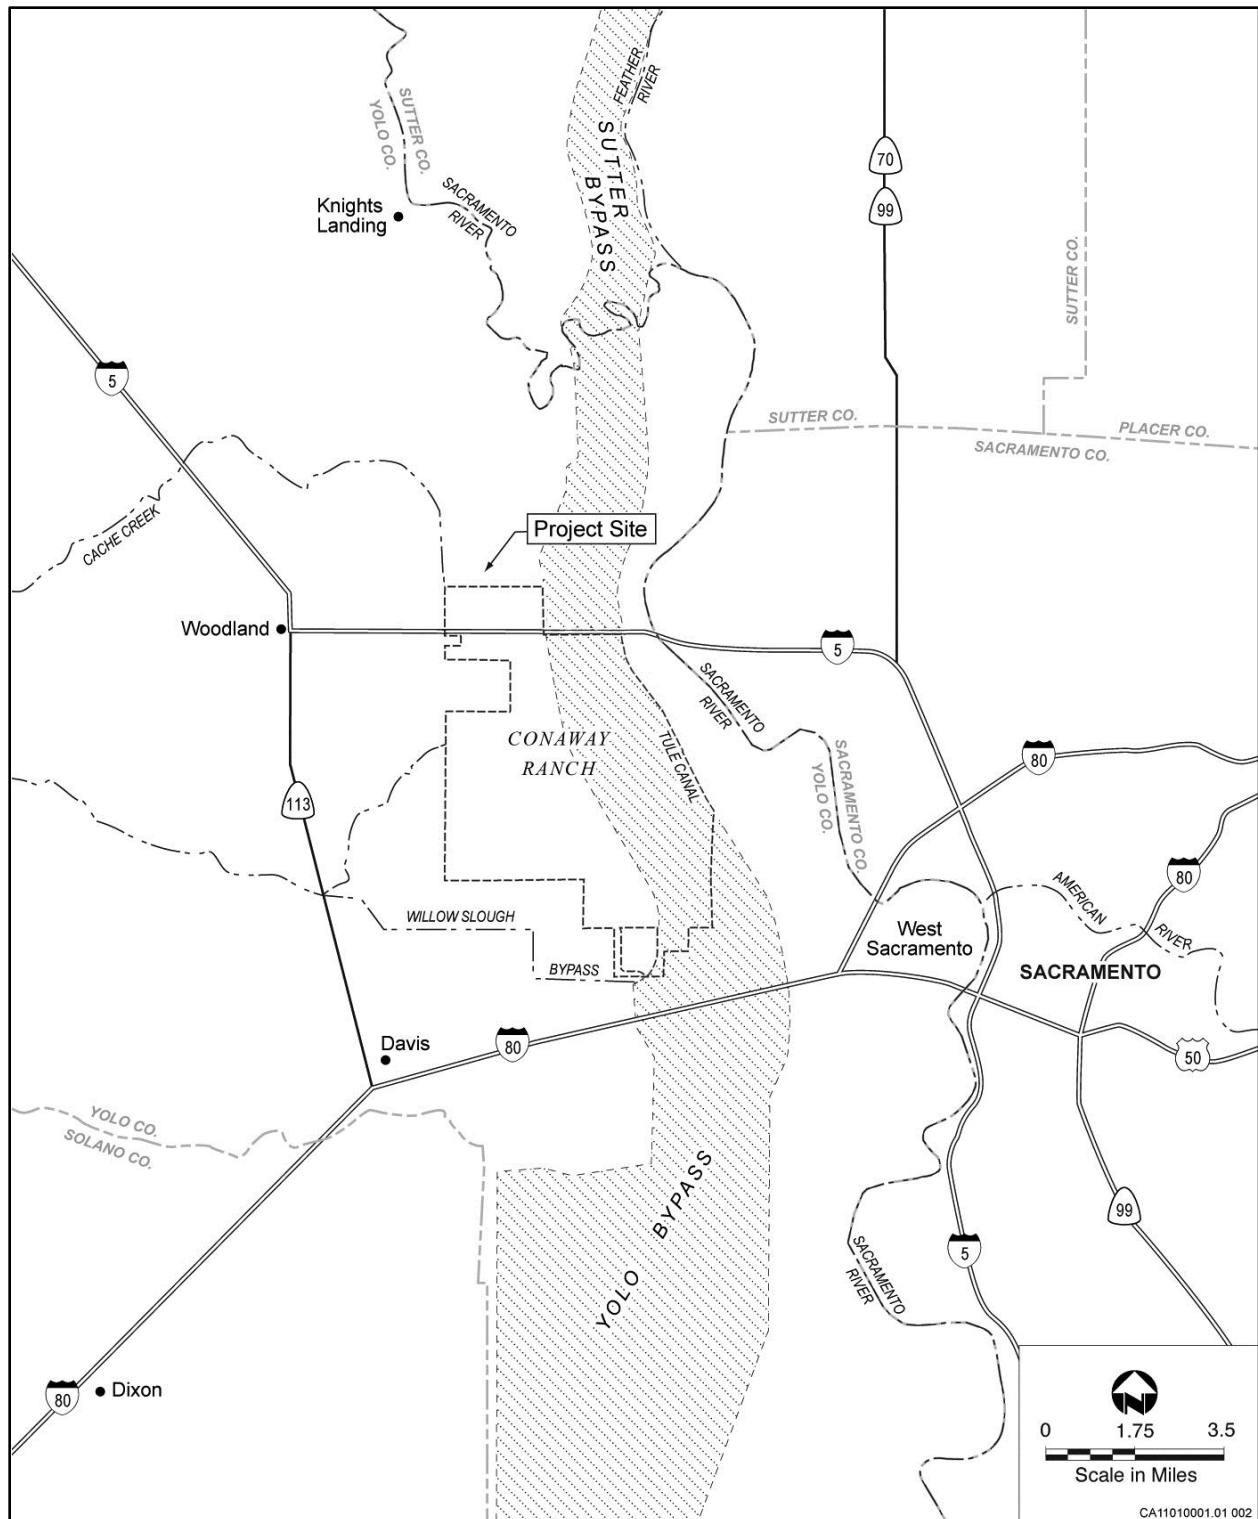 FEATHER
RIVER
SUTTER
BYPASS
SUTTER CO.
YOLO CO.
70
99
Knights
Landing
SACRAMENTO
RIVER
SUTTER CO.
5
SUTTER CO.
PLACER CO.
SACRAMENTO CO.
CACHE CREEK
Project Site
Woodland
5
SACRAMENTO
RIVER
CONAWAY
RANCH
TULE CANAL
SACRAMENTO CO.
YOLO CO.
80
113
80
AMERICAN
RIVER
WILLOW SLOUGH
BYPASS
West
Sacramento
SACRAMENTO
Davis
80
50
YOLO CO.
SOLANO CO.
YOLO BYPASS
99
5
SACRAMENTO
RIVER
80
Dixon
N
0 1.75 3.5
Scale in Miles
CA11010001.01 002